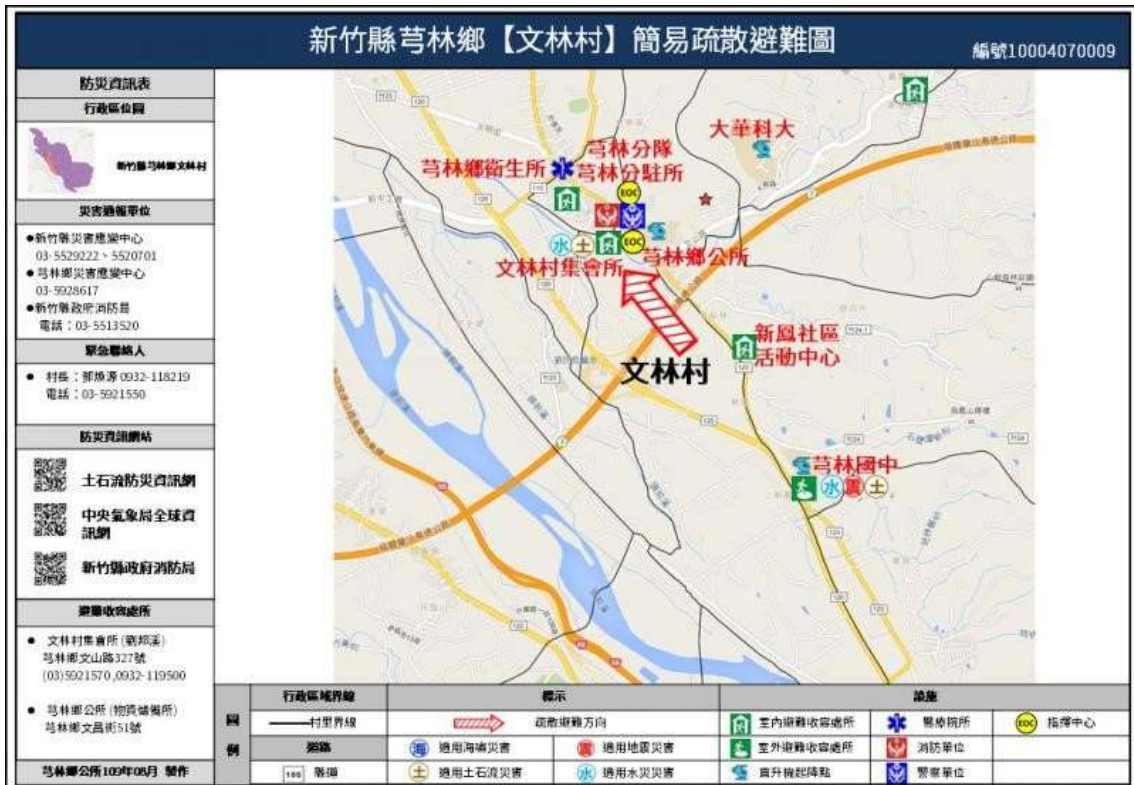 新竹縣芎林鄉【文林村】簡易疏散避難圖
編號10004070009
防災資訊表
行政區位圖
新竹縣芎林鄉文林村
災害通報單位
●新竹縣災害應變中心
03-5529222、5520701
●芎林鄉災害應變中心
03-5928617
●新竹縣政府消防局
電話：03-5513520
緊急聯絡人
● 村長：鄧煥源 0932-118219
電話：03-5921550
防災資訊網站
土石流防災資訊網
中央氣象局全球資
訊網
新竹縣政府消防局
避難收容處所
● 文林村集會所(劉邦溪)
芎林鄉文山路327號
(03)5921570 ,0932-119500
● 芎林鄉公所(物資儲備所)
芎林鄉文昌街51號
芎林鄉公所109年08月 製作
大華科大
芎林分隊
芎林鄉衛生所
芎林分駐所
EOC
水 土
EOC
文林村集會所
芎林鄉公所
文林村
新鳳社區
活動中心
芎林國中
水 震 土
120
68
圖
例
行政區域界線
標示
設施
村里界線
疏散避難方向
室內避難收容處所
醫療院所
EOC 指揮中心
道路
海 適用海嘯災害
震 適用地震災害
室外避難收容處所
消防單位
縣道
土 適用土石流災害
水 適用水災災害
直升機起降點
警察單位